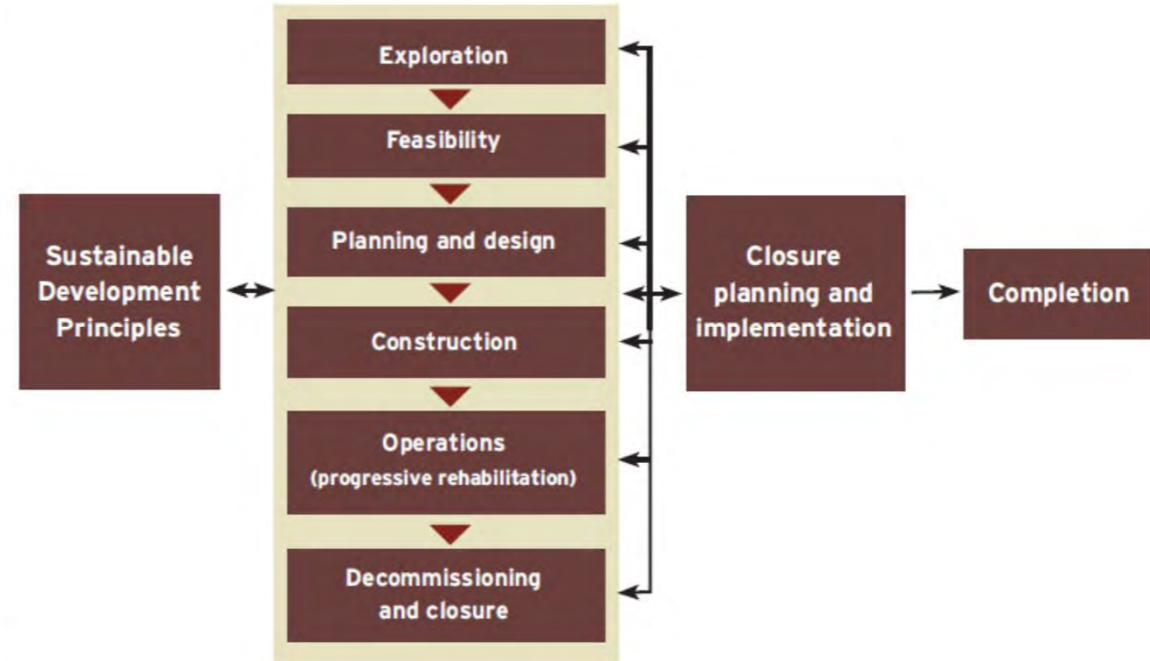 Exploration
Feasibility
Planning and design
Construction
Operations
(progressive rehabilitation)
Decommissioning
and closure
Sustainable
Development
Principles
Closure
planning and
implementation
Completion